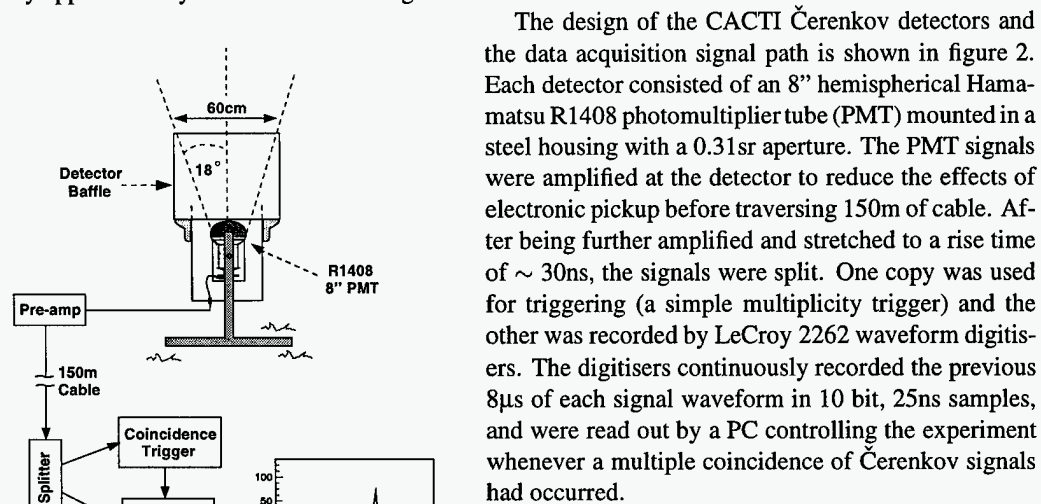 The design of the CACTI Čerenkov detectors and
the data acquisition signal path is shown in figure 2.
Each detector consisted of an 8” hemispherical Hama-
matsu R1408 photomultiplier tube (PMT) mounted in a
steel housing with a 0.31sr aperture. The PMT signals
were amplified at the detector to reduce the effects of
electronic pickup before traversing 150m of cable. Af-
ter being further amplified and stretched to a rise time
of ∼ 30ns, the signals were split. One copy was used
for triggering (a simple multiplicity trigger) and the
other was recorded by LeCroy 2262 waveform digitis-
ers. The digitisers continuously recorded the previous
8μs of each signal waveform in 10 bit, 25ns samples,
and were read out by a PC controlling the experiment
whenever a multiple coincidence of Čerenkov signals
had occurred.
60cm
18°
Detector
Baffle
R1408
8" PMT
Pre-amp
150m
Cable
Coincidence
Trigger
Splitter
100
50